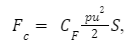 F_c = C_F \frac{pu^2}{2} S,